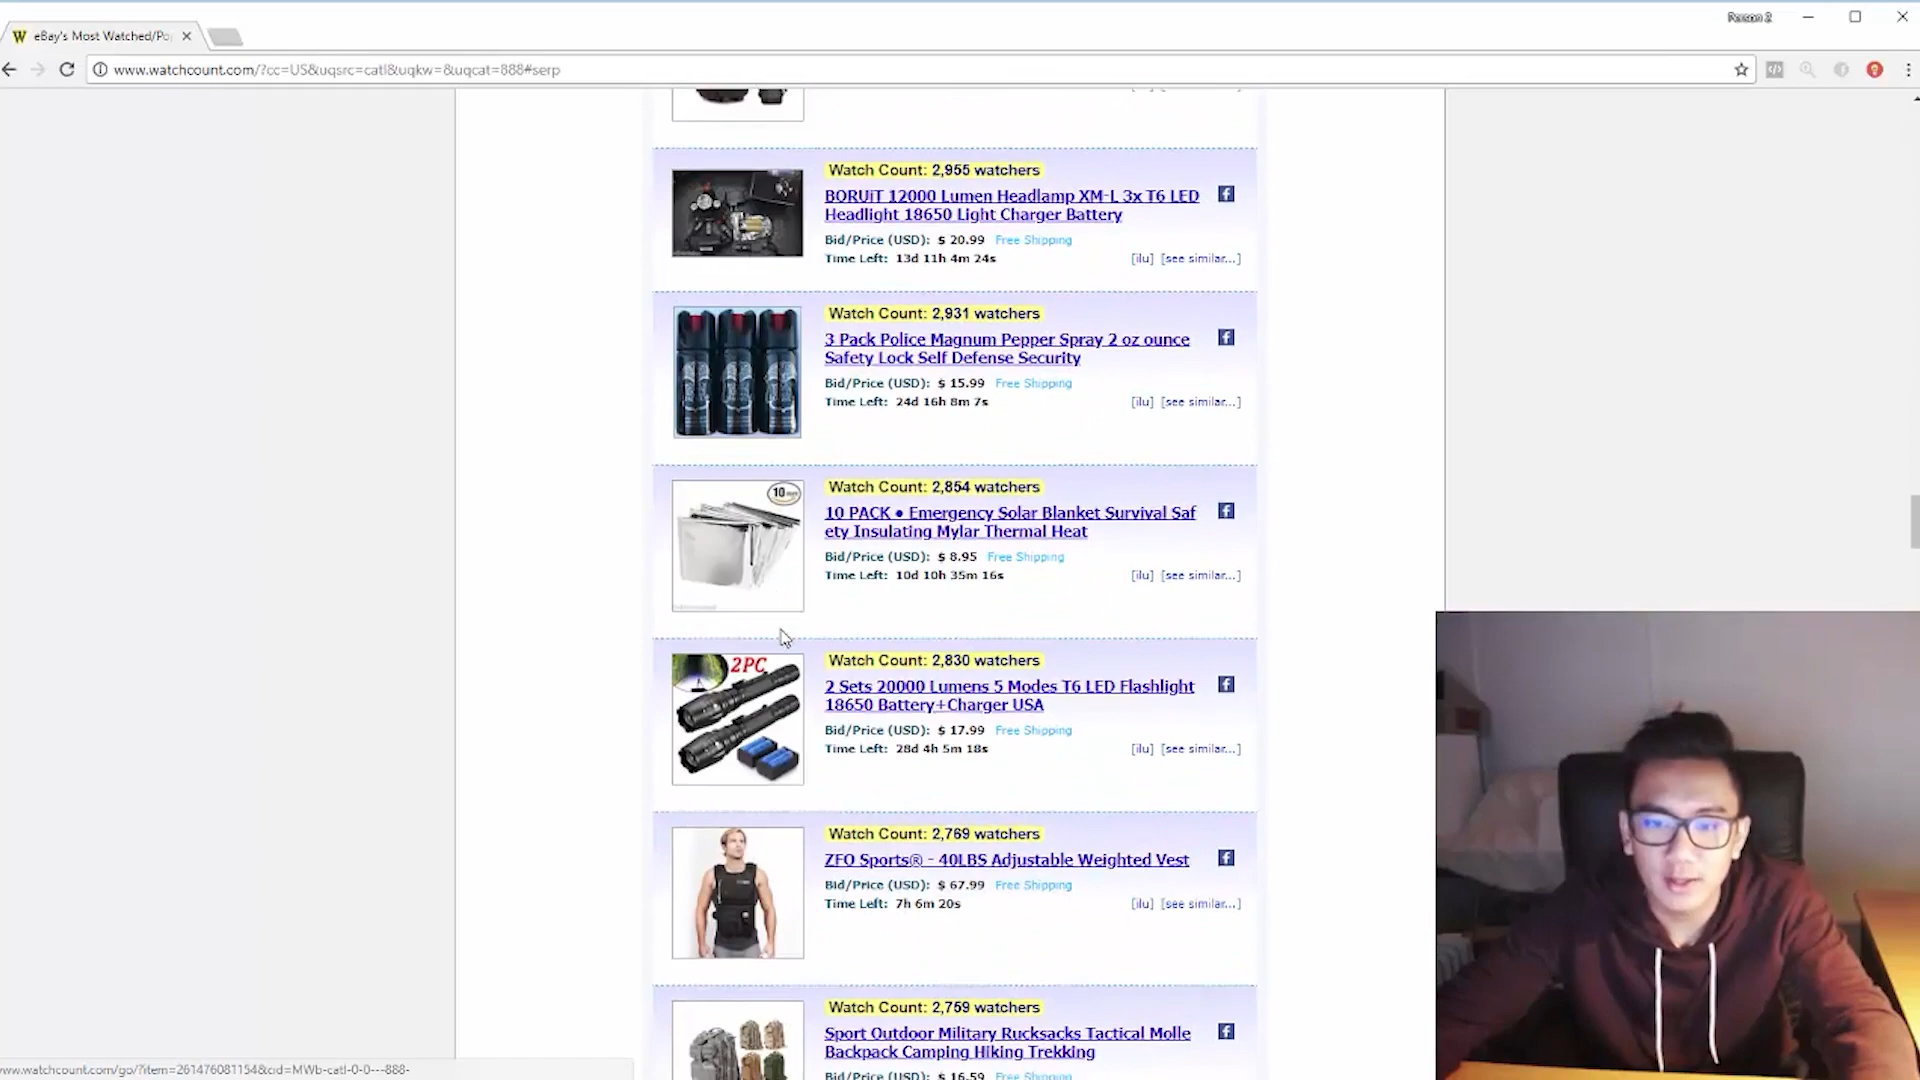 Person 2
W eBay's Most Watched/Po
www.watchcount.com/?cc=US&uqsrc=catl&uqkw=&uqcat=888#serp
Watch Count: 2,955 watchers
BORUiT 12000 Lumen Headlamp XM-L 3x T6 LED
Headlight 18650 Light Charger Battery
Bid/Price (USD): $ 20.99 Free Shipping
Time Left: 13d 11h 4m 24s [ilu] [see similar...]
Watch Count: 2,931 watchers
3 Pack Police Magnum Pepper Spray 2 oz ounce
Safety Lock Self Defense Security
Bid/Price (USD): $ 15.99 Free Shipping
Time Left: 24d 16h 8m 7s [ilu] [see similar...]
10
Watch Count: 2,854 watchers
10 PACK ● Emergency Solar Blanket Survival Saf
ety Insulating Mylar Thermal Heat
Bid/Price (USD): $ 8.95 Free Shipping
Time Left: 10d 10h 35m 16s [ilu] [see similar...]
2PC
Watch Count: 2,830 watchers
2 Sets 20000 Lumens 5 Modes T6 LED Flashlight
18650 Battery+Charger USA
Bid/Price (USD): $ 17.99 Free Shipping
Time Left: 28d 4h 5m 18s [ilu] [see similar...]
Watch Count: 2,769 watchers
ZFO Sports® - 40LBS Adjustable Weighted Vest
Bid/Price (USD): $ 67.99 Free Shipping
Time Left: 7h 6m 20s [ilu] [see similar...]
Watch Count: 2,759 watchers
Sport Outdoor Military Rucksacks Tactical Molle
Backpack Camping Hiking Trekking
Bid/Price (USD): $ 16.59 Free Shipping
www.watchcount.com/go/?item=261476081154&cid=MWb-catl-0-0---888-